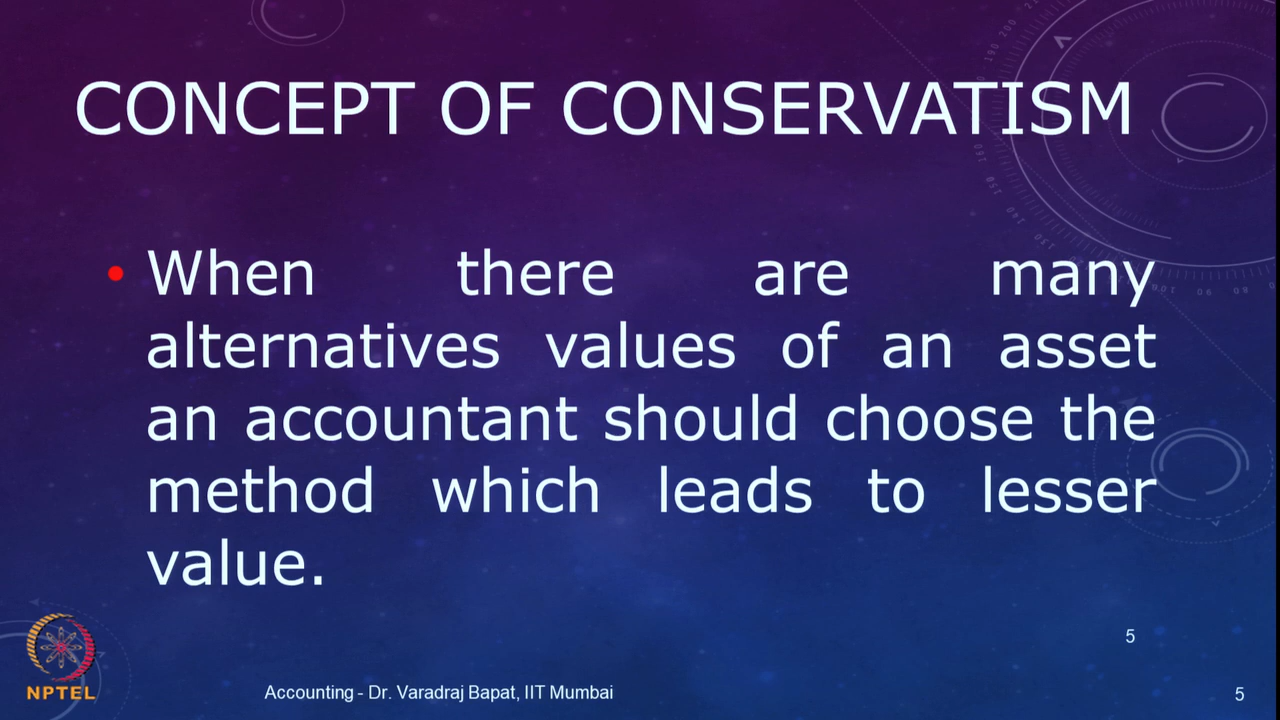 CONCEPT OF CONSERVATISM
• When there are many
alternatives values of an asset
an accountant should choose the
method which leads to lesser
value.
5
NPTEL
Accounting - Dr. Varadraj Bapat, IIT Mumbai
5